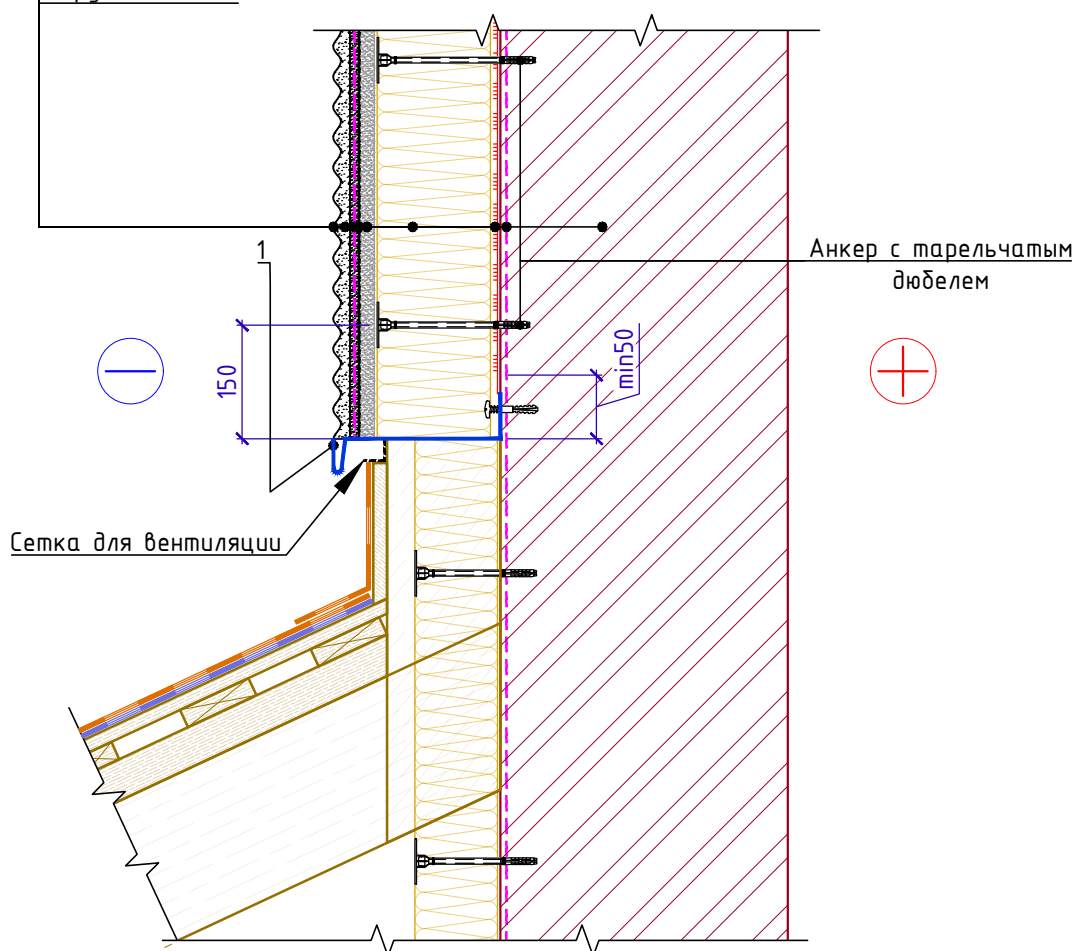 1
Анкер с тарельчатым
дюбелем
150
min50
Сетка для вентиляции